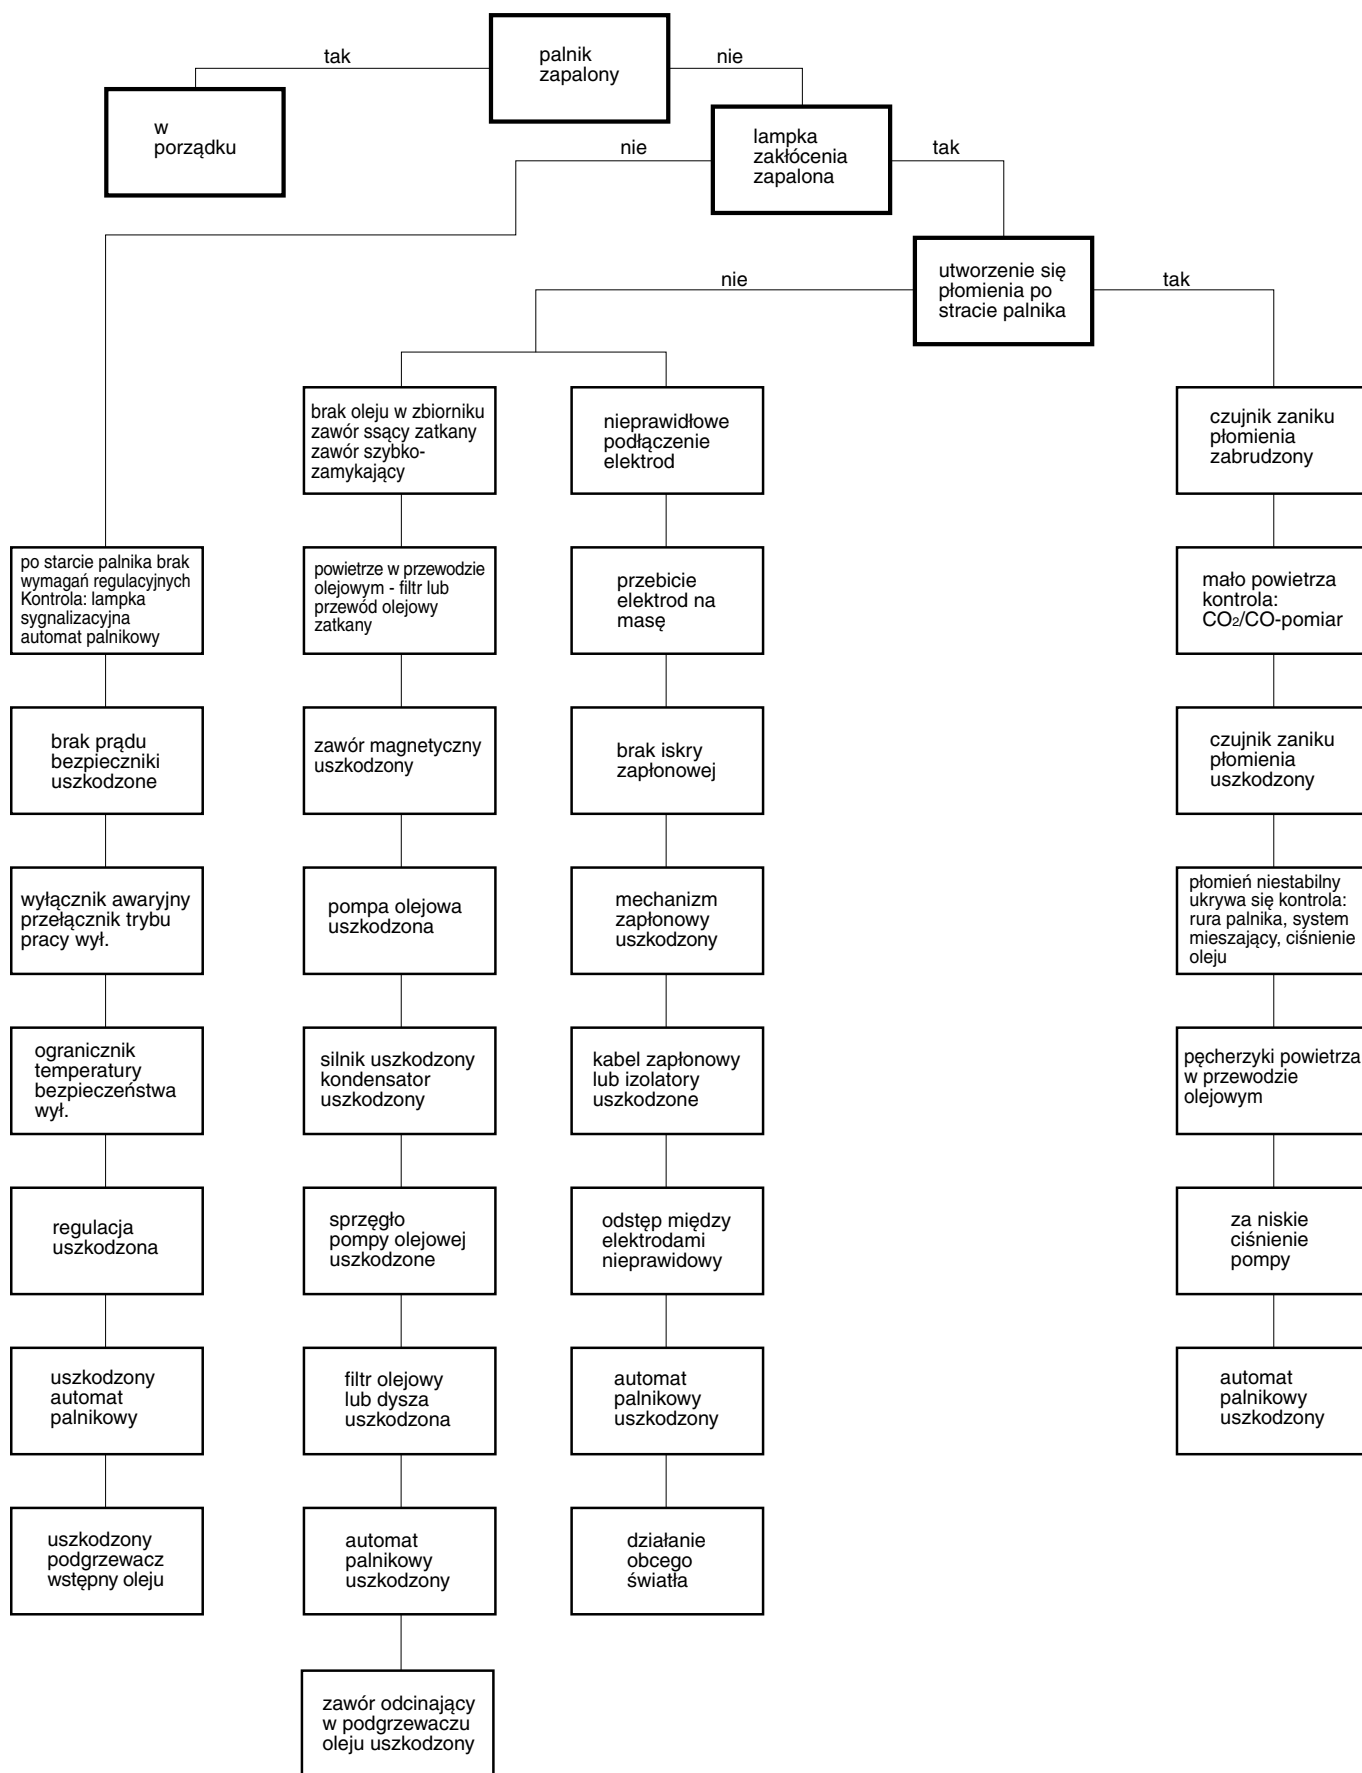 palnik
zapalony
tak
nie
w
porządku
lampka
zakłócenia
zapalona
nie
tak
utworzenie się
płomienia po
stracie palnika
nie
tak
po starcie palnika brak
wymagań regulacyjnych
Kontrola: lampka
sygnalizacyjna
automat palnikowy
brak prądu
bezpieczniki
uszkodzone
wyłącznik awaryjny
przełącznik trybu
pracy wył.
ogranicznik
temperatury
bezpieczeństwa
wył.
regulacja
uszkodzona
uszkodzony
automat
palnikowy
uszkodzony
podgrzewacz
wstępny oleju
brak oleju w zbiorniku
zawór ssący zatkany
zawór szybko-
zamykający
powietrze w przewodzie
olejowym - filtr lub
przewód olejowy
zatkany
zawór magnetyczny
uszkodzony
pompa olejowa
uszkodzona
silnik uszkodzony
kondensator
uszkodzony
sprzęgło
pompy olejowej
uszkodzone
filtr olejowy
lub dysza
uszkodzona
automat
palnikowy
uszkodzony
zawór odcinający
w podgrzewaczu
oleju uszkodzony
nieprawidłowe
podłączenie
elektrod
przebicie
elektrod na
masę
brak iskry
zapłonowej
mechanizm
zapłonowy
uszkodzony
kabel zapłonowy
lub izolatory
uszkodzone
odstęp między
elektrodami
nieprawidowy
automat
palnikowy
uszkodzony
działanie
obcego
światła
czujnik zaniku
płomienia
zabrudzony
mało powietrza
kontrola:
CO₂/CO-pomiar
czujnik zaniku
płomienia
uszkodzony
płomień niestabilny
ukrywa się kontrola:
rura palnika, system
mieszający, ciśnienie
oleju
pęcherzyki powietrza
w przewodzie
olejowym
za niskie
ciśnienie
pompy
automat
palnikowy
uszkodzony